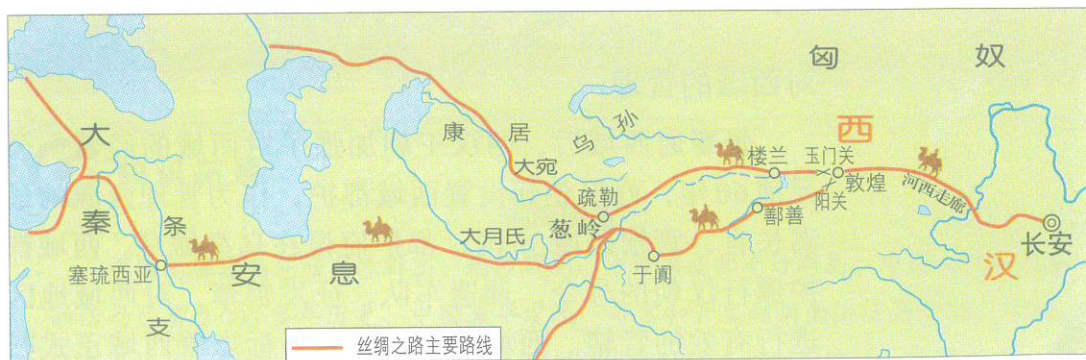 匈奴
西汉
大秦
康居
乌孙
大宛
楼兰
玉门关
敦煌
阳关
河西走廊
长安
疏勒
葱岭
鄯善
于阗
大月氏
条支
塞琉西亚
安息
丝绸之路主要路线